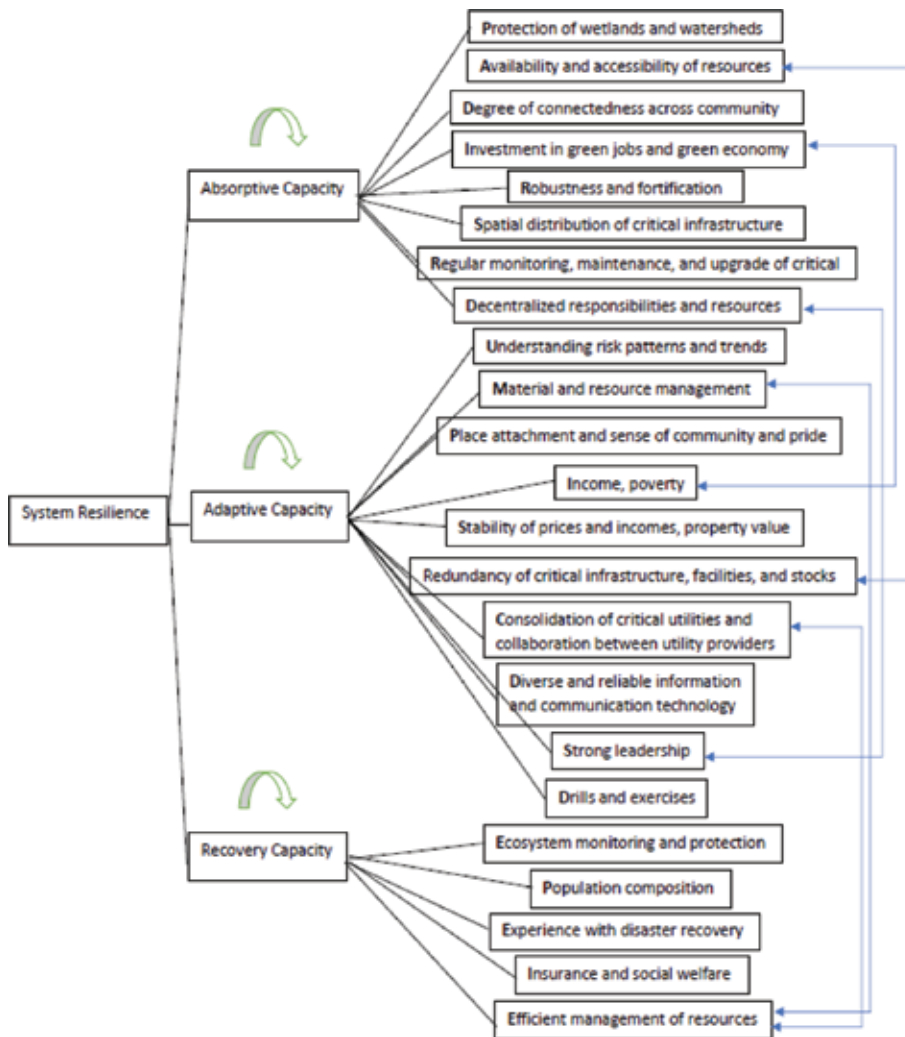 Protection of wetlands and watersheds
Availability and accessibility of resources
Degree of connectedness across community
Investment in green jobs and green economy
Absorptive Capacity
Robustness and fortification
Spatial distribution of critical infrastructure
Regular monitoring, maintenance, and upgrade of critical
Decentralized responsibilities and resources
Understanding risk patterns and trends
Material and resource management
Place attachment and sense of community and pride
Income, poverty
System Resilience
Adaptive Capacity
Stability of prices and incomes, property value
Redundancy of critical infrastructure, facilities, and stocks
Consolidation of critical utilities and
collaboration between utility providers
Diverse and reliable information
and communication technology
Strong leadership
Drills and exercises
Recovery Capacity
Ecosystem monitoring and protection
Population composition
Experience with disaster recovery
Insurance and social welfare
Efficient management of resources